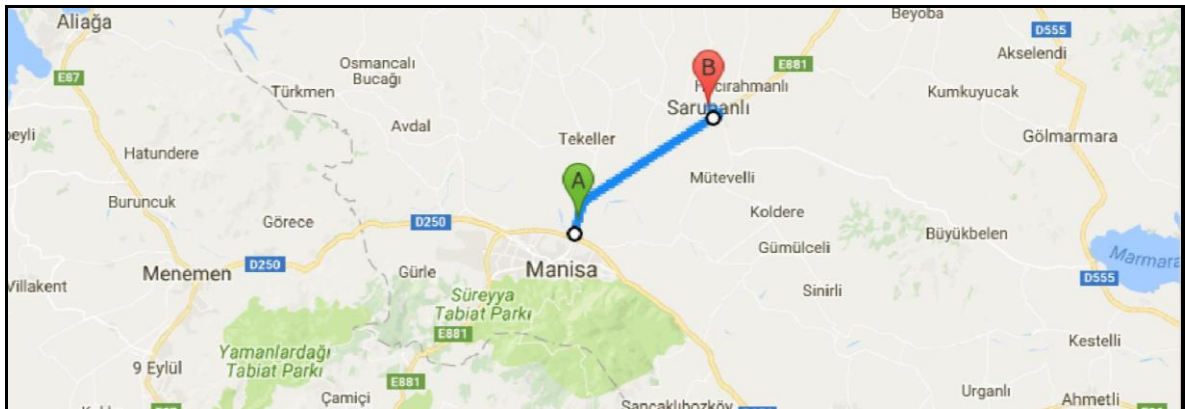 Aliağa
Beyoba
D555
Akselendi
Osmancalı
Bucağı
B
E881
E87
Türkmen
Hacırahmanlı
Kumkuyucak
Saruhanlı
Avdal
Tekeller
Gölmarmara
Hatundere
A
Mütevelli
Buruncuk
Görece
D250
Koldere
Büyükbelen
Gümülceli
Marmara
Menemen
D250
Gürle
Manisa
D555
Villakent
Sinirli
Süreyya
Tabiat Parkı
E881
Kestelli
Yamanlardağı
Tabiat Parkı
9 Eylül
E881
Çamiçi
Urganlı
Ahmetli
Sancaklıbozköy